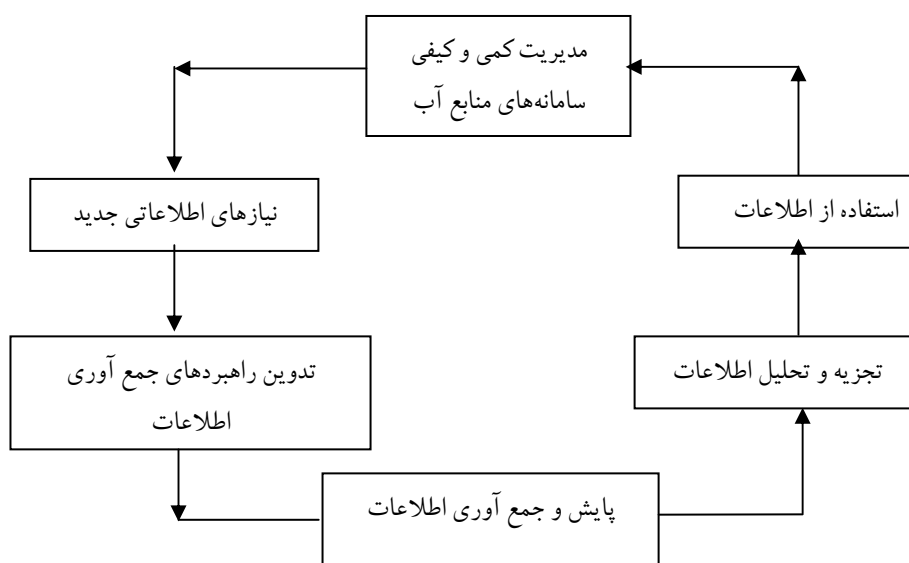 مدیریت کمی و کیفی
سامانه‌های منابع آب
نیازهای اطلاعاتی جدید
استفاده از اطلاعات
تدوین راهبردهای جمع آوری
اطلاعات
تجزیه و تحلیل اطلاعات
پایش و جمع آوری اطلاعات